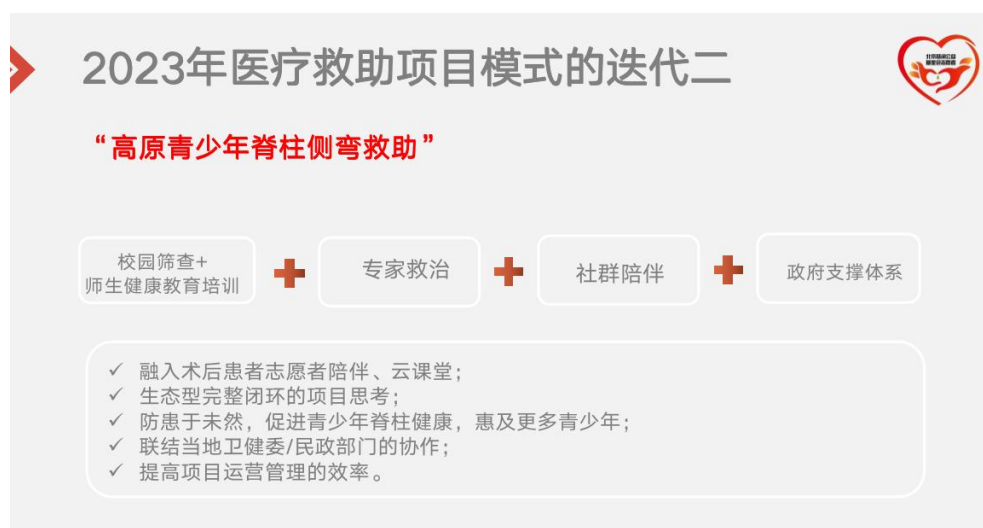 2023年医疗救助项目模式的迭代二
“高原青少年脊柱侧弯救助”
校园筛查+
师生健康教育培训
专家救治
社群陪伴
政府支撑体系
✓ 融入术后患者志愿者陪伴、云课堂；
✓ 生态型完整闭环的项目思考；
✓ 防患于未然，促进青少年脊柱健康，惠及更多青少年；
✓ 联结当地卫健委/民政部门的协作；
✓ 提高项目运营管理的效率。